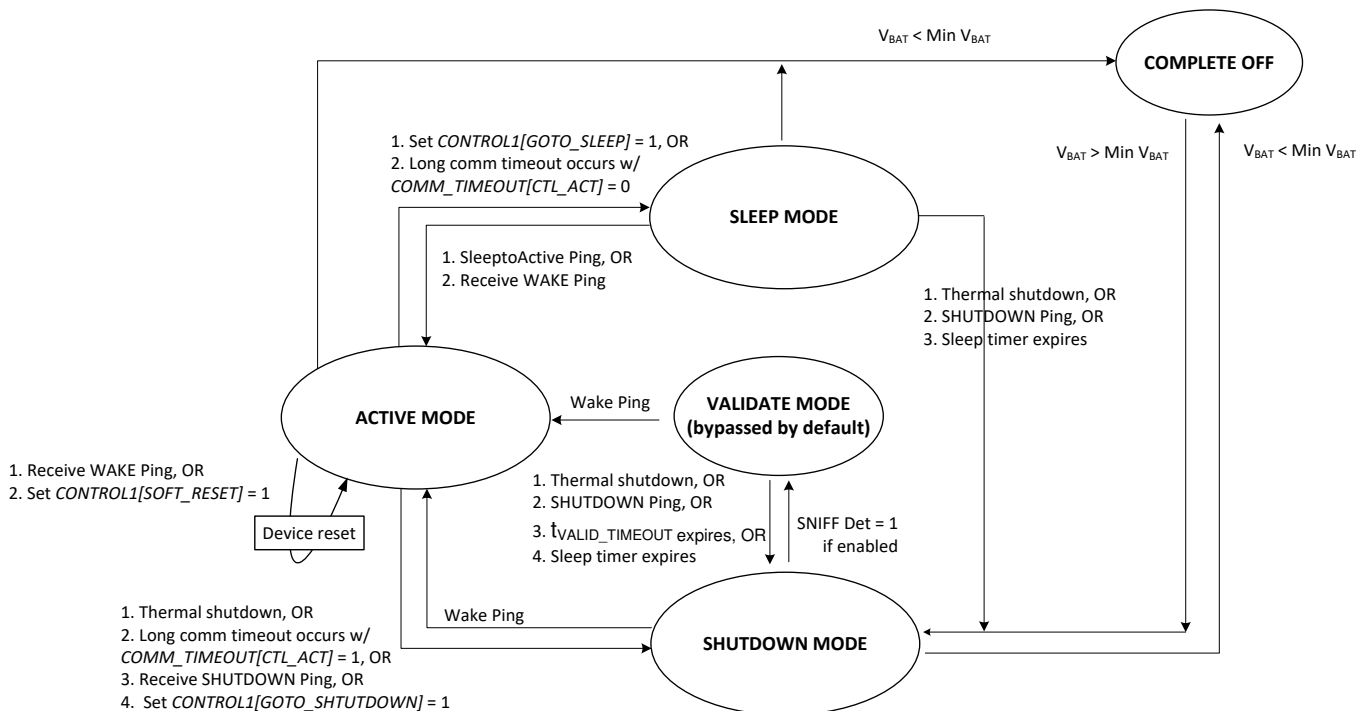 V_BAT < Min V_BAT
COMPLETE OFF
1. Set CONTROL1[GOTO_SLEEP] = 1, OR
2. Long comm timeout occurs w/
COMM_TIMEOUT[CTL_ACT] = 0
V_BAT > Min V_BAT
V_BAT < Min V_BAT
SLEEP MODE
1. SleeptoActive Ping, OR
2. Receive WAKE Ping
1. Thermal shutdown, OR
2. SHUTDOWN Ping, OR
3. Sleep timer expires
ACTIVE MODE
Wake Ping
VALIDATE MODE
(bypassed by default)
1. Receive WAKE Ping, OR
2. Set CONTROL1[SOFT_RESET] = 1
Device reset
1. Thermal shutdown, OR
2. SHUTDOWN Ping, OR
3. tVALID_TIMEOUT expires, OR
4. Sleep timer expires
SNIFF Det = 1
if enabled
Wake Ping
SHUTDOWN MODE
1. Thermal shutdown, OR
2. Long comm timeout occurs w/
COMM_TIMEOUT[CTL_ACT] = 1, OR
3. Receive SHUTDOWN Ping, OR
4. Set CONTROL1[GOTO_SHTUTDOWN] = 1